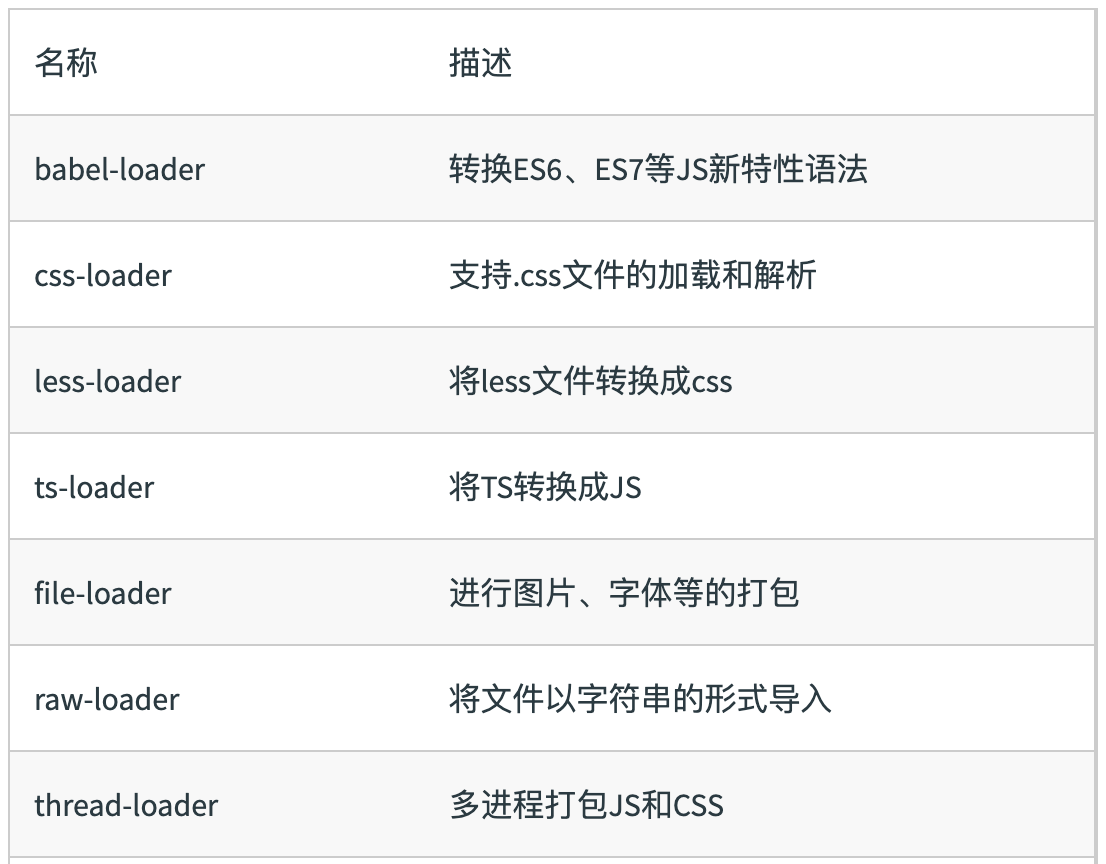 名称 描述
babel-loader 转换ES6、ES7等JS新特性语法
css-loader 支持.css文件的加载和解析
less-loader 将less文件转换成css
ts-loader 将TS转换成JS
file-loader 进行图片、字体等的打包
raw-loader 将文件以字符串的形式导入
thread-loader 多进程打包JS和CSS